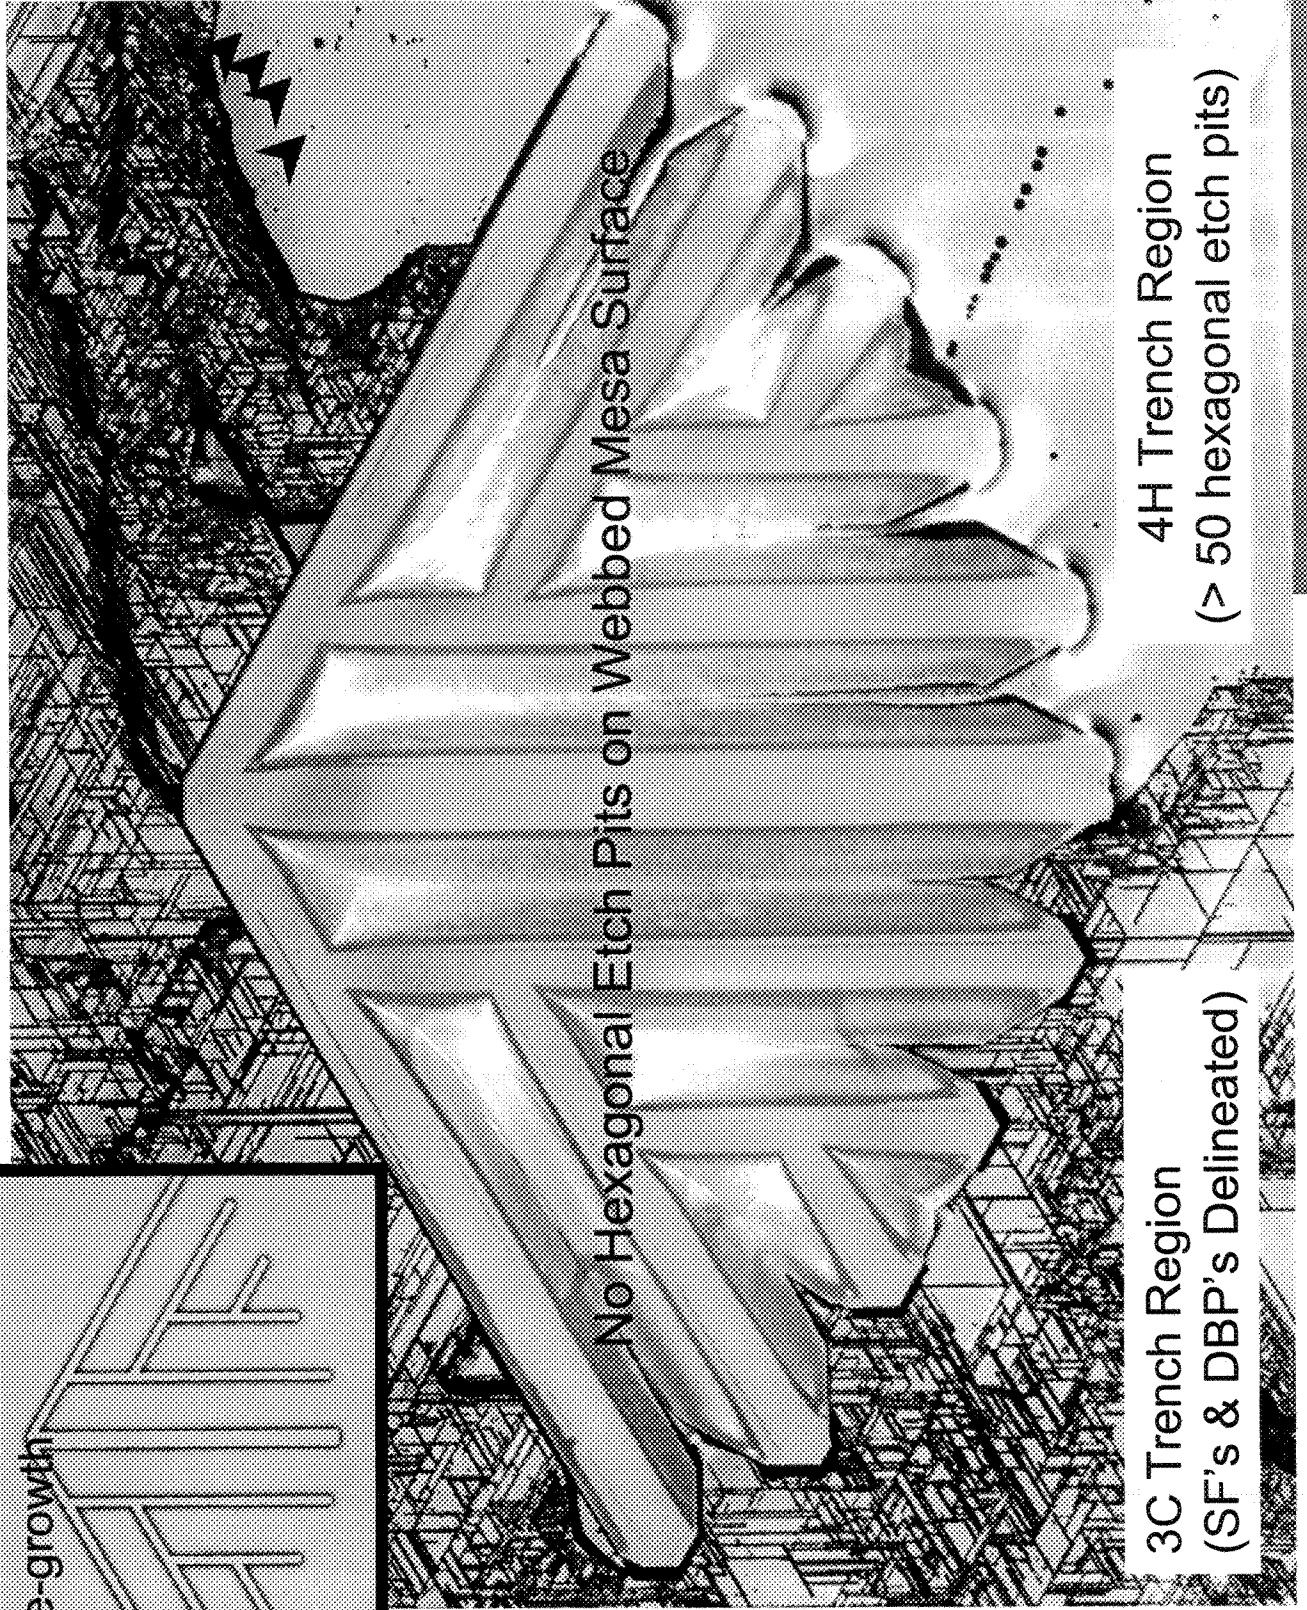 e-growth
No Hexagonal Etch Pits on Webbed Mesa Surface
3C Trench Region
(SF's & DBP's Delineated)
4H Trench Region
(> 50 hexagonal etch pits)